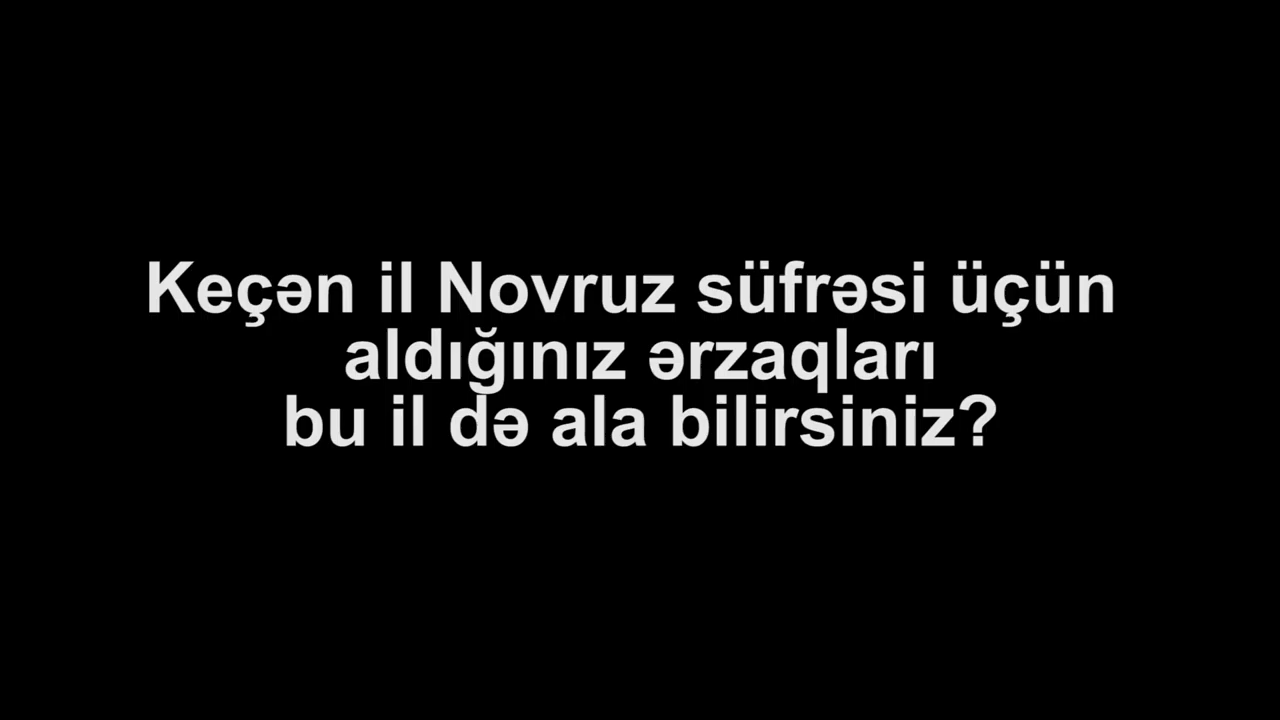 Keçən il Novruz süfrəsi üçün
aldığınız ərzaqları
bu il də ala bilirsiniz?